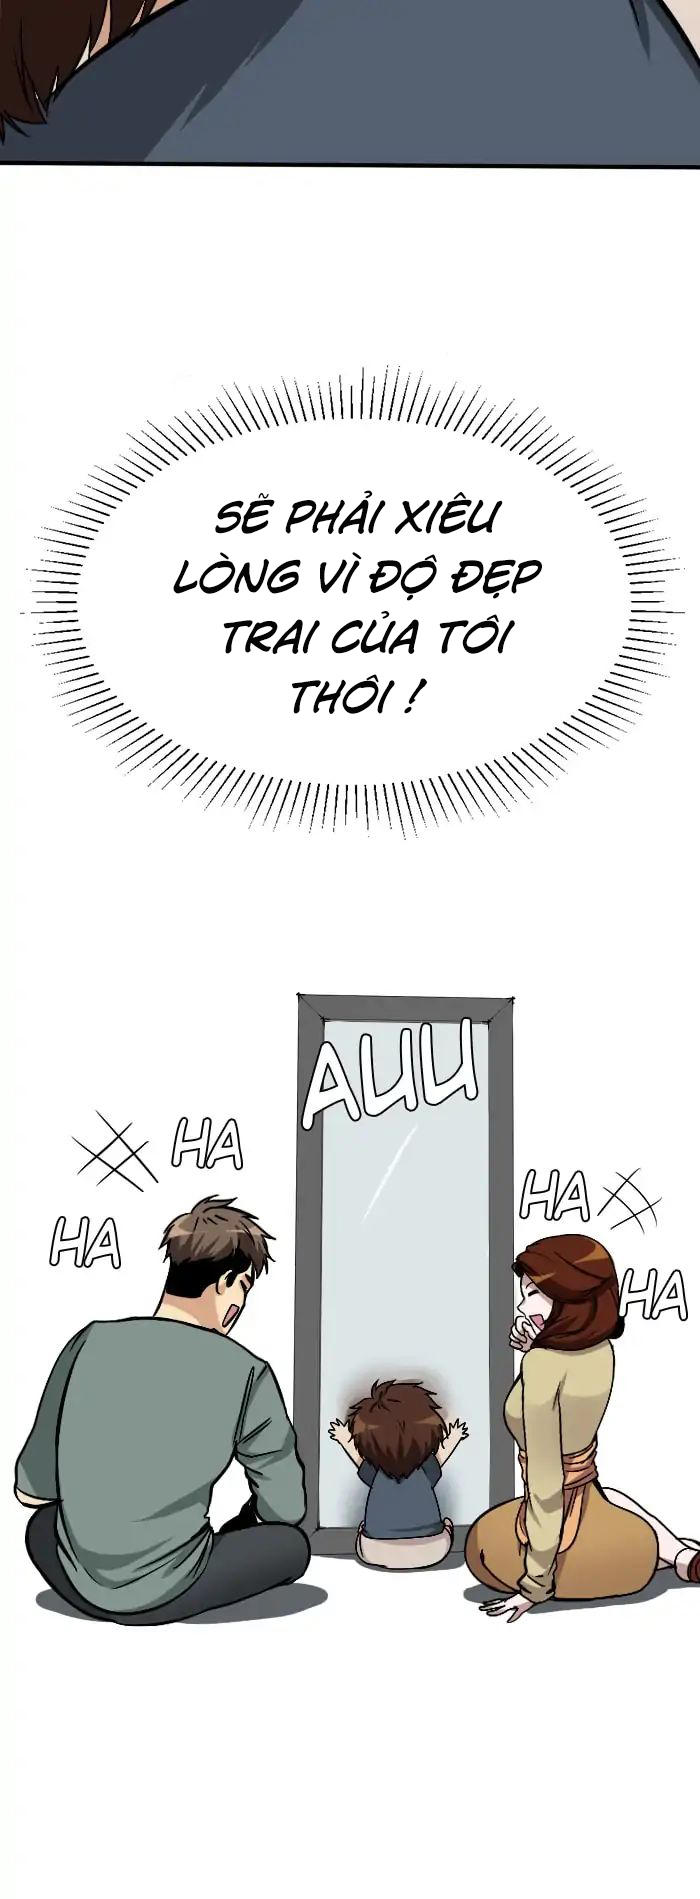 SẼ PHẢI XIÊU
LÒNG VÌ ĐỘ ĐẸP
TRAI CỦA TÔI
THÔI !
AUU
HA
HA
HA
HA